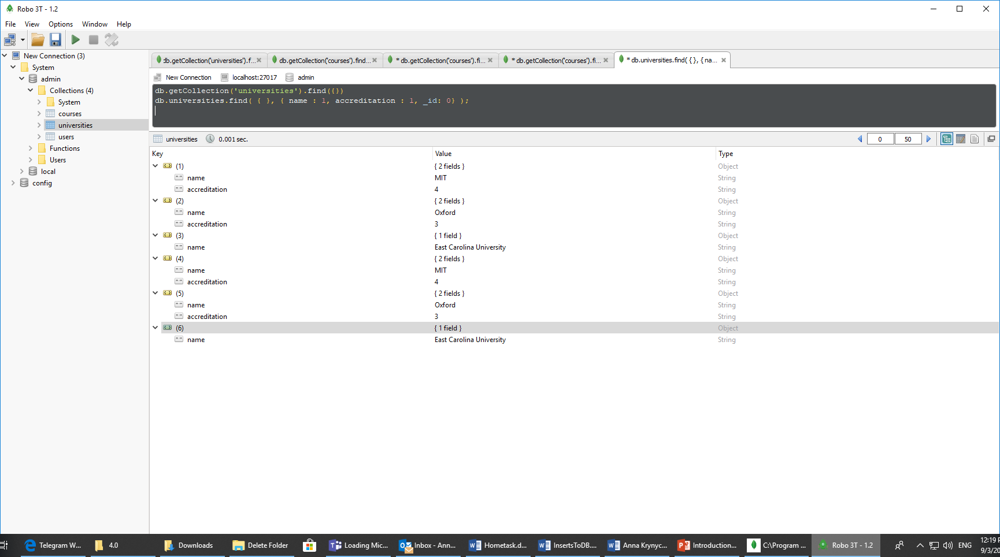 Robo 3T - 1.2
File View Options Window Help
New Connection (3)
System
admin
Collections (4)
System
courses
universities
users
Functions
Users
local
config
db.getCollection('universities').f... db.getCollection('courses').find... * db.getCollection('courses').fi... * db.getCollection('courses').fi... * db.universities.find( { }, { na...
New Connection localhost:27017 admin
db.getCollection('universities').find({})
db.universities.find( { }, { name : 1, accreditation : 1, _id: 0} );
universities 0.001 sec. 0 50
Key Value Type
(1) { 2 fields } Object
name MIT String
accreditation 4 String
(2) { 2 fields } Object
name Oxford String
accreditation 3 String
(3) { 1 field } Object
name East Carolina University String
(4) { 2 fields } Object
name MIT String
accreditation 4 String
(5) { 2 fields } Object
name Oxford String
accreditation 3 String
(6) { 1 field } Object
name East Carolina University String
Telegram W... 4.0 Downloads Delete Folder Loading Mic... Inbox - Ann... Hometask.d... InsertsToDB.... Anna Krynyc... Introduction... C:\Program ... Robo 3T - 1.2 ENG
12:19
9/3/20